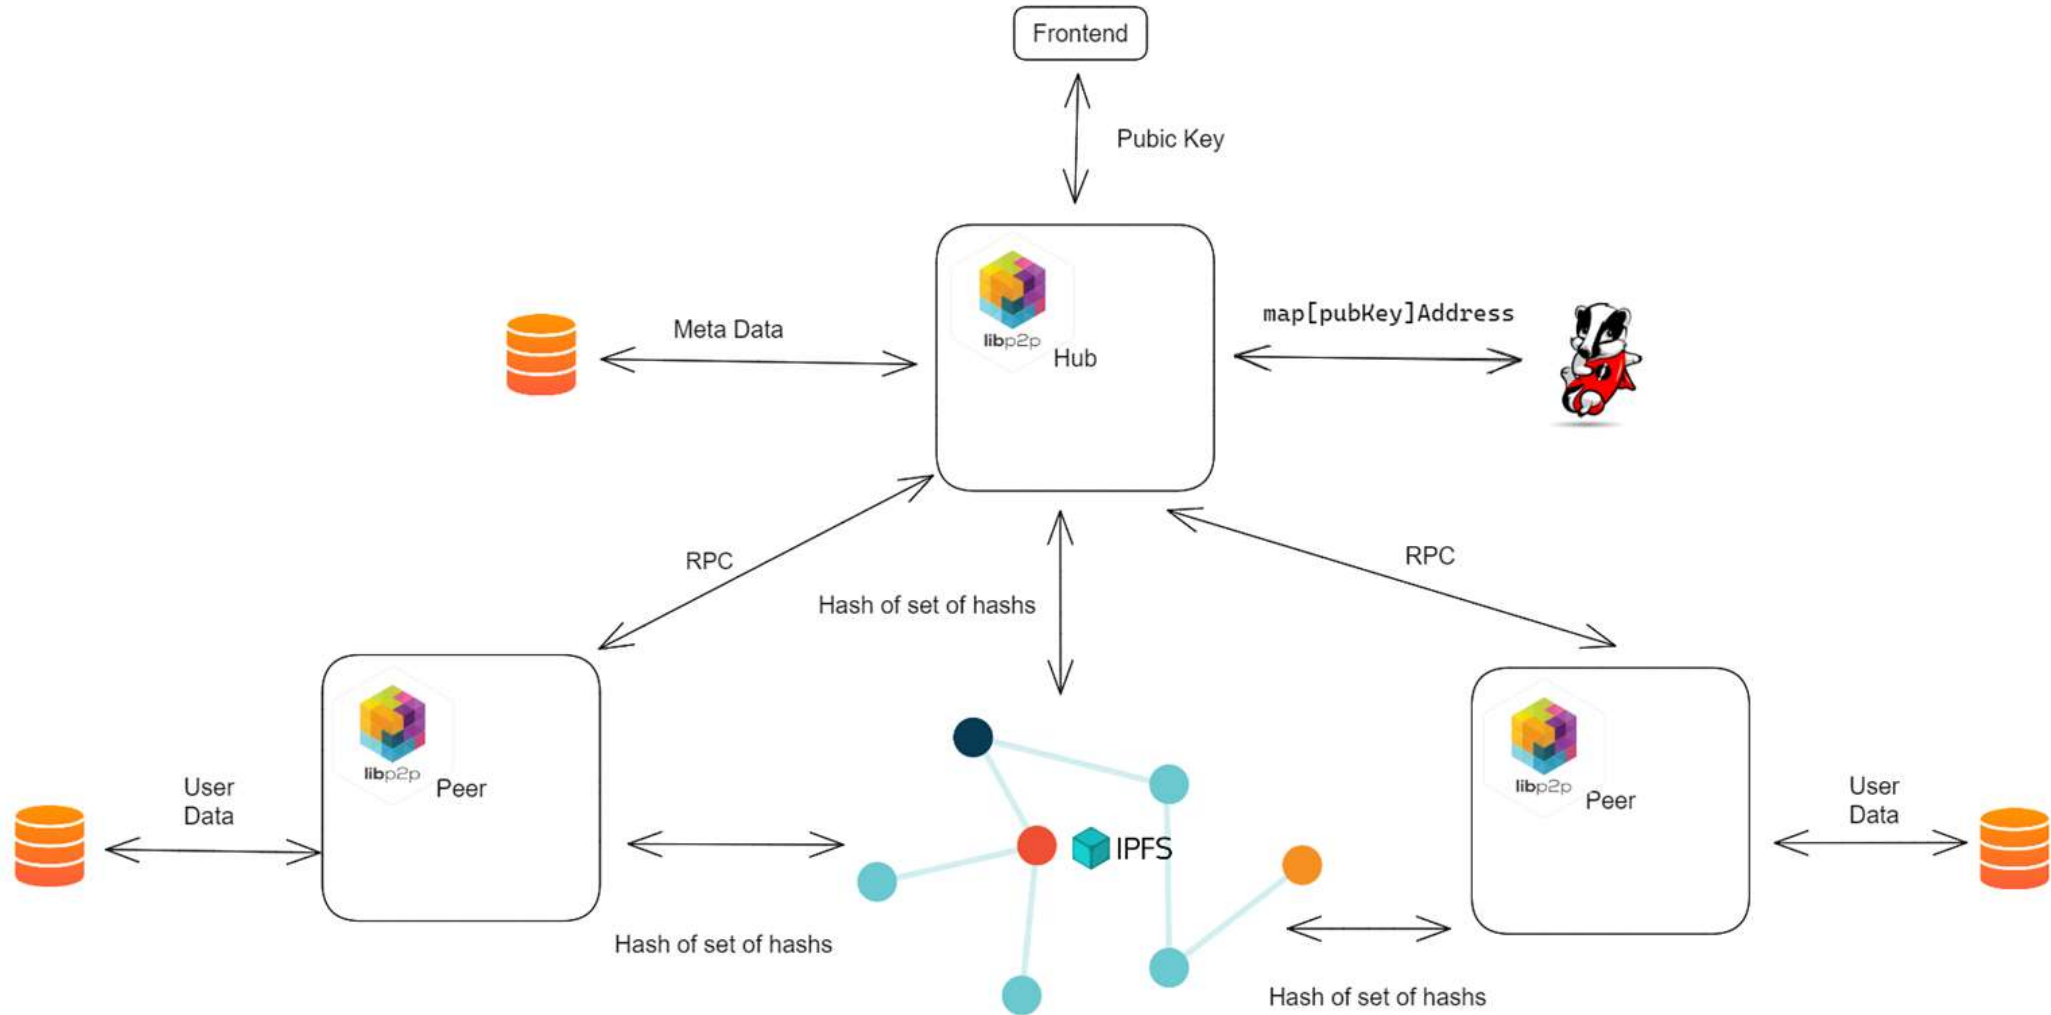 Frontend
Pubic Key
map[pubKey]Address
Meta Data
libp2p
Hub
RPC
RPC
Hash of set of hashs
libp2p
Peer
User
Data
IPFS
libp2p
Peer
User
Data
Hash of set of hashs
Hash of set of hashs